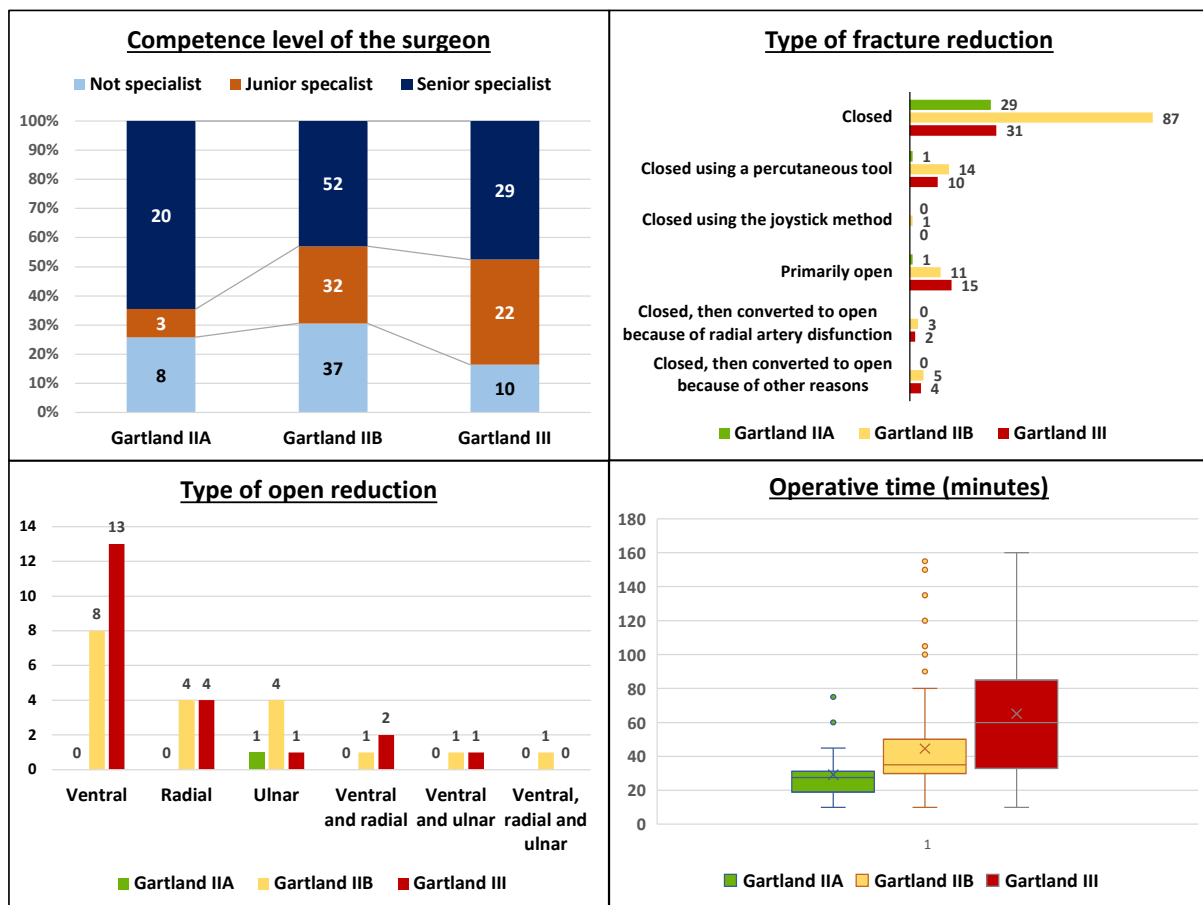 Competence level of the surgeon
Not specialist Junior specalist Senior specialist
100%
90%
80%
70%
60%
50%
40%
30%
20%
10%
0%
20 52 29
3 32 22
8 37 10
Gartland IIA Gartland IIB Gartland III
Type of fracture reduction
Closed
29
87
31
Closed using a percutaneous tool
1
14
10
Closed using the joystick method
0
1
0
Primarily open
1
11
15
Closed, then converted to open
because of radial artery disfunction
0
3
2
Closed, then converted to open
because of other reasons
0
5
4
Gartland IIA Gartland IIB Gartland III
Type of open reduction
14
12
10
8
6
4
2
0
0 8 13
0 4 4
1 4 1
0 1 2
0 1 1
0 1 0
Ventral Radial Ulnar Ventral and radial Ventral and ulnar Ventral, radial and ulnar
Gartland IIA Gartland IIB Gartland III
Operative time (minutes)
180
160
140
120
100
80
60
40
20
0
1
Gartland IIA Gartland IIB Gartland III